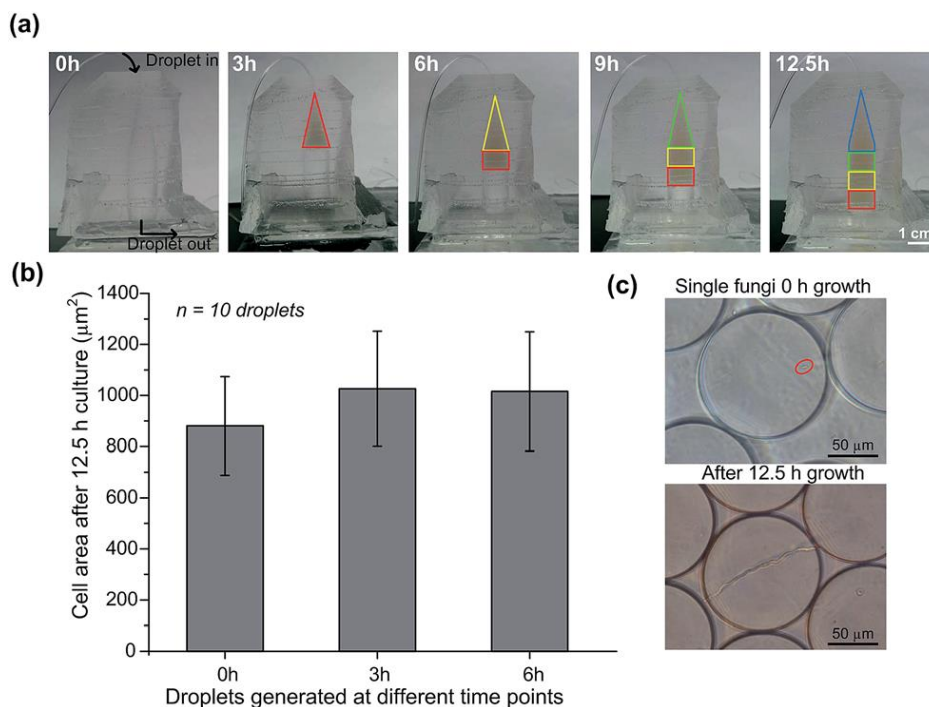 (a)
0h
Droplet in
Droplet out
3h
6h
9h
12.5h
1 cm
(b)
Cell area after 12.5 h culture (μm²)
1400
1200
1000
800
600
400
200
0
n = 10 droplets
0h
3h
6h
Droplets generated at different time points
(c)
Single fungi 0 h growth
50 μm
After 12.5 h growth
50 μm